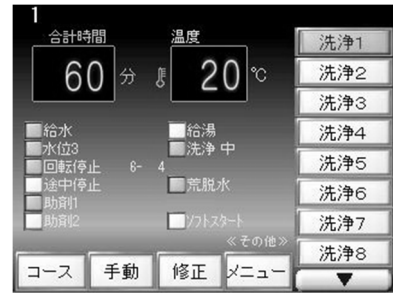 1
合計時間 温度
60 分 20 ℃
給水 給湯
水位3 洗浄 中
回転停止 6- 4
途中停止 荒脱水
助剤1
助剤2 ソフトスタート
≪その他≫
コース 手動 修正 メニュー
洗浄1
洗浄2
洗浄3
洗浄4
洗浄5
洗浄6
洗浄7
洗浄8
▼